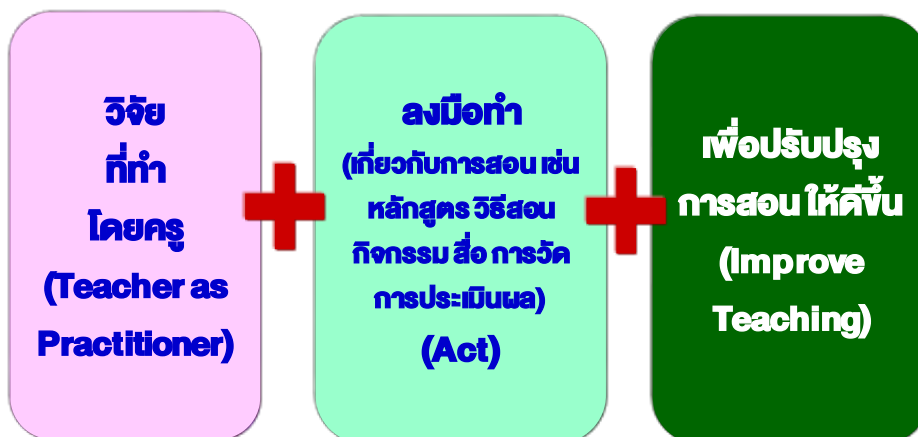 วิจัย
ที่ทำ
โดยครู
(Teacher as
Practitioner)
ลงมือทำ
(เกี่ยวกับการสอน เช่น
หลักสูตร วิธีสอน
กิจกรรม สื่อ การวัด
การประเมินผล)
(Act)
เพื่อปรับปรุง
การสอน ให้ดีขึ้น
(Improve
Teaching)